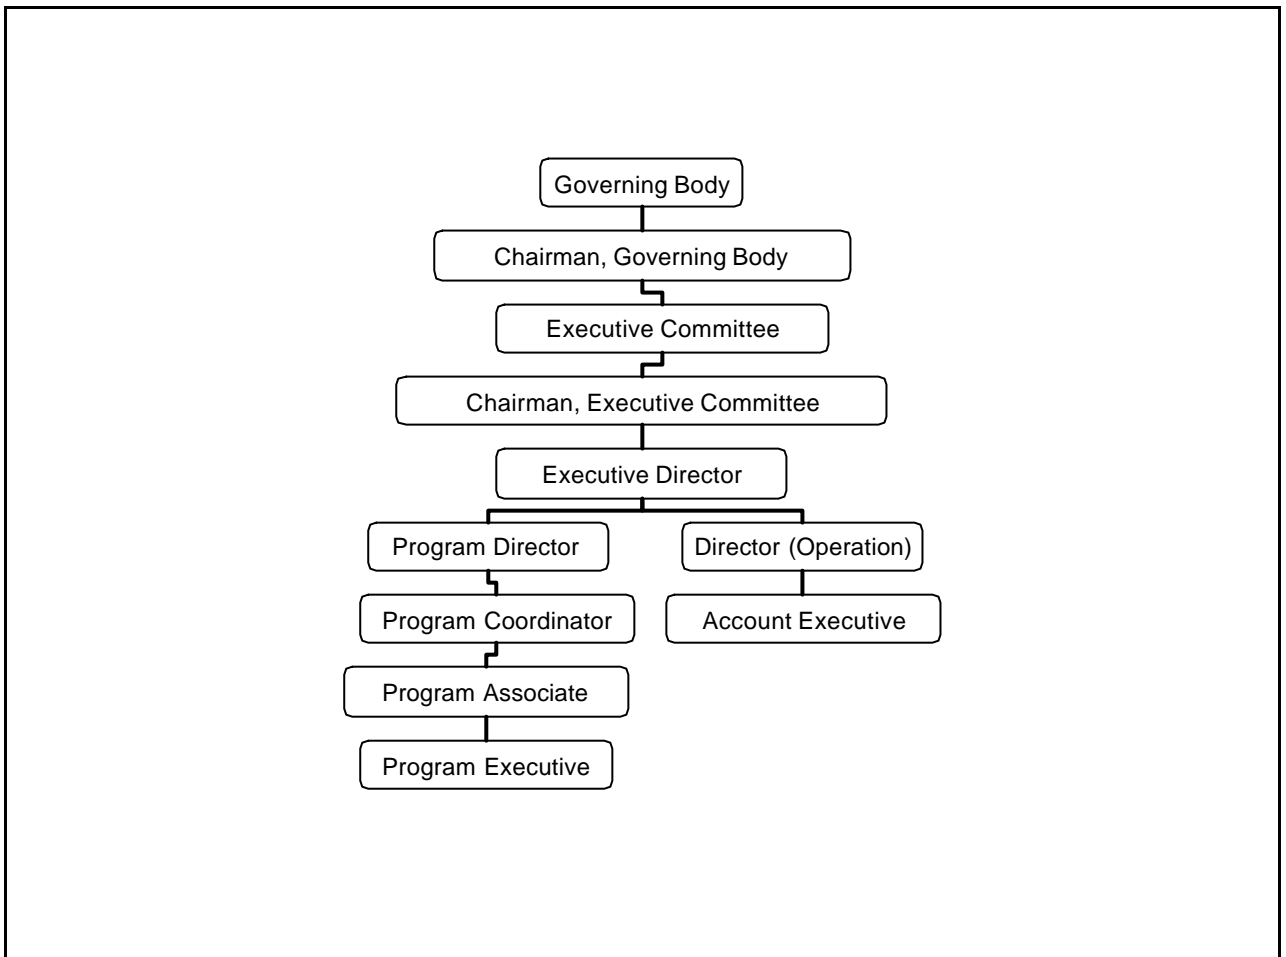 Governing Body
Chairman, Governing Body
Executive Committee
Chairman, Executive Committee
Executive Director
Program Director
Director (Operation)
Program Coordinator
Account Executive
Program Associate
Program Executive